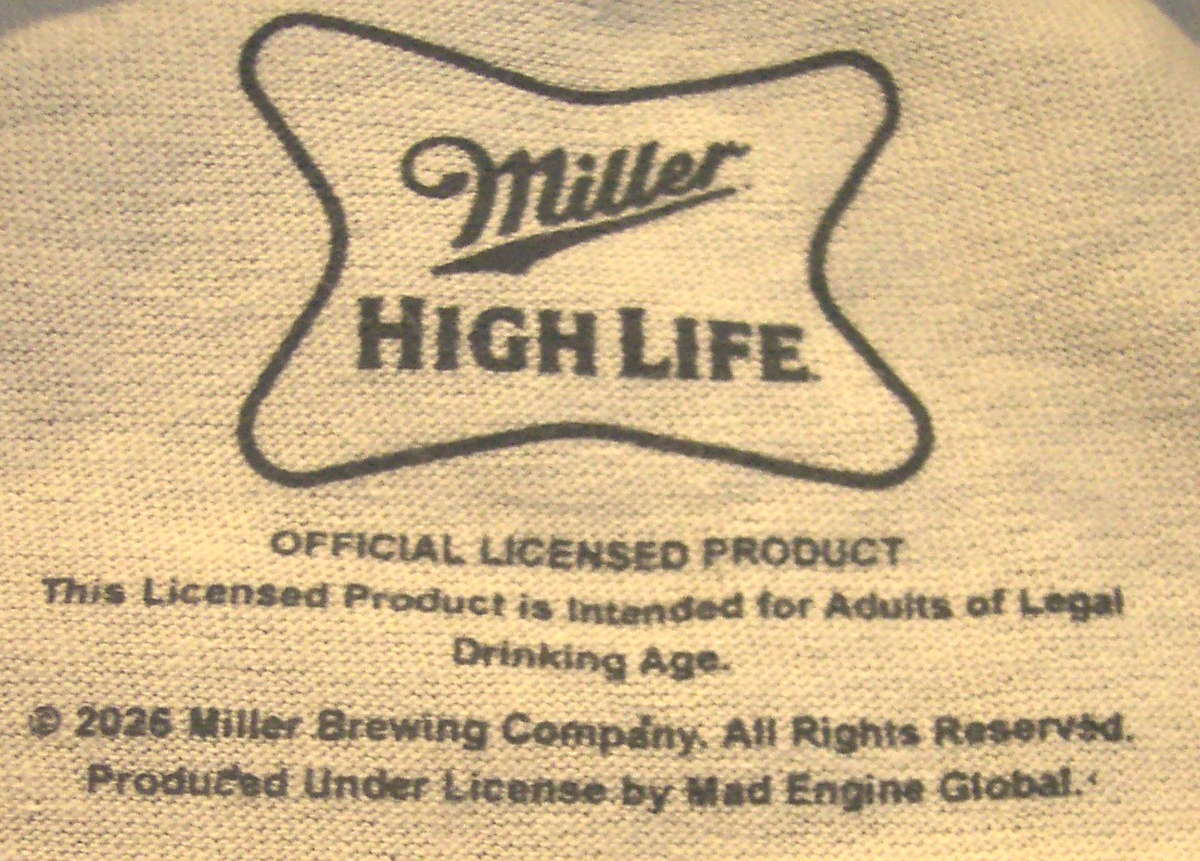 Miller
HIGH LIFE
OFFICIAL LICENSED PRODUCT
This Licensed Product is Intended for Adults of Legal
Drinking Age.
© 2026 Miller Brewing Company. All Rights Reserved.
Produced Under License by Mad Engine Global.